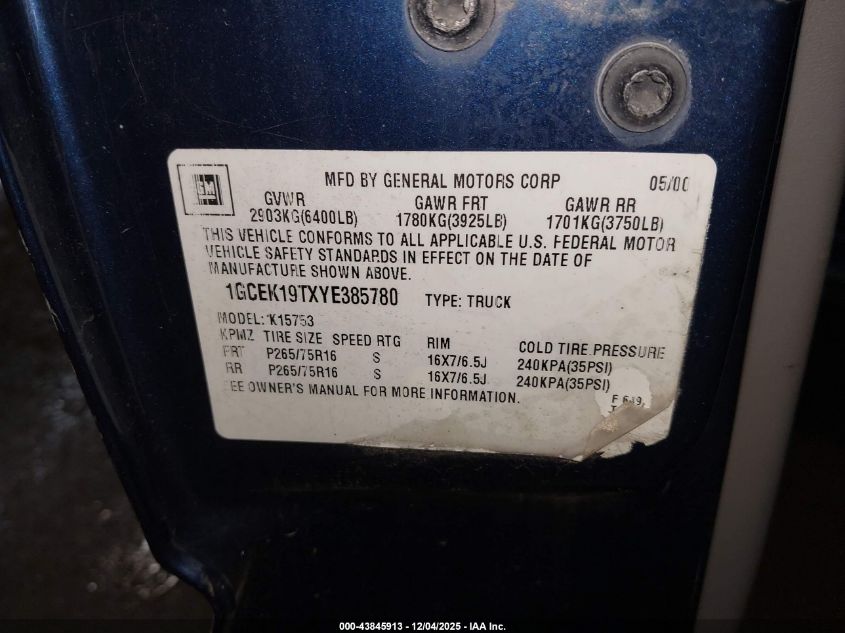 GM
MFD BY GENERAL MOTORS CORP 05/00
GVWR GAWR FRT GAWR RR
2903KG(6400LB) 1780KG(3925LB) 1701KG(3750LB)
THIS VEHICLE CONFORMS TO ALL APPLICABLE U.S. FEDERAL MOTOR
VEHICLE SAFETY STANDARDS IN EFFECT ON THE DATE OF
MANUFACTURE SHOWN ABOVE.
1GCEK19TXYE385780 TYPE: TRUCK
MODEL: K15753
KPMZ TIRE SIZE SPEED RTG RIM COLD TIRE PRESSURE
FRT P265/75R16 S 16X7/6.5J 240KPA(35PSI)
RR P265/75R16 S 16X7/6.5J 240KPA(35PSI)
EE OWNER'S MANUAL FOR MORE INFORMATION.
000-43845913 - 12/04/2025 - IAA Inc.